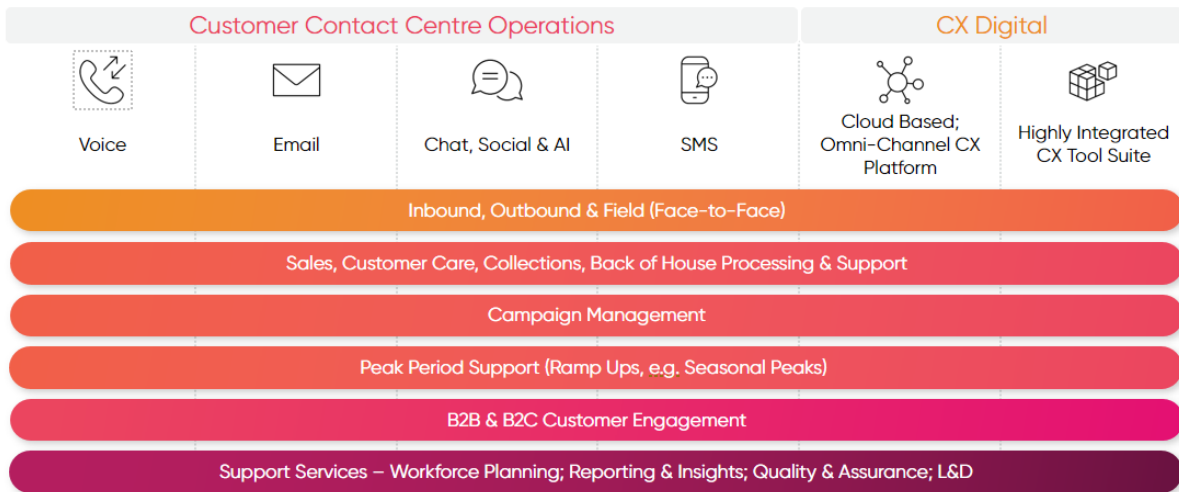 Customer Contact Centre Operations
CX Digital
Voice
Email
Chat, Social & AI
SMS
Cloud Based;
Omni-Channel CX
Platform
Highly Integrated
CX Tool Suite
Inbound, Outbound & Field (Face-to-Face)
Sales, Customer Care, Collections, Back of House Processing & Support
Campaign Management
Peak Period Support (Ramp Ups, e.g. Seasonal Peaks)
B2B & B2C Customer Engagement
Support Services – Workforce Planning; Reporting & Insights; Quality & Assurance; L&D